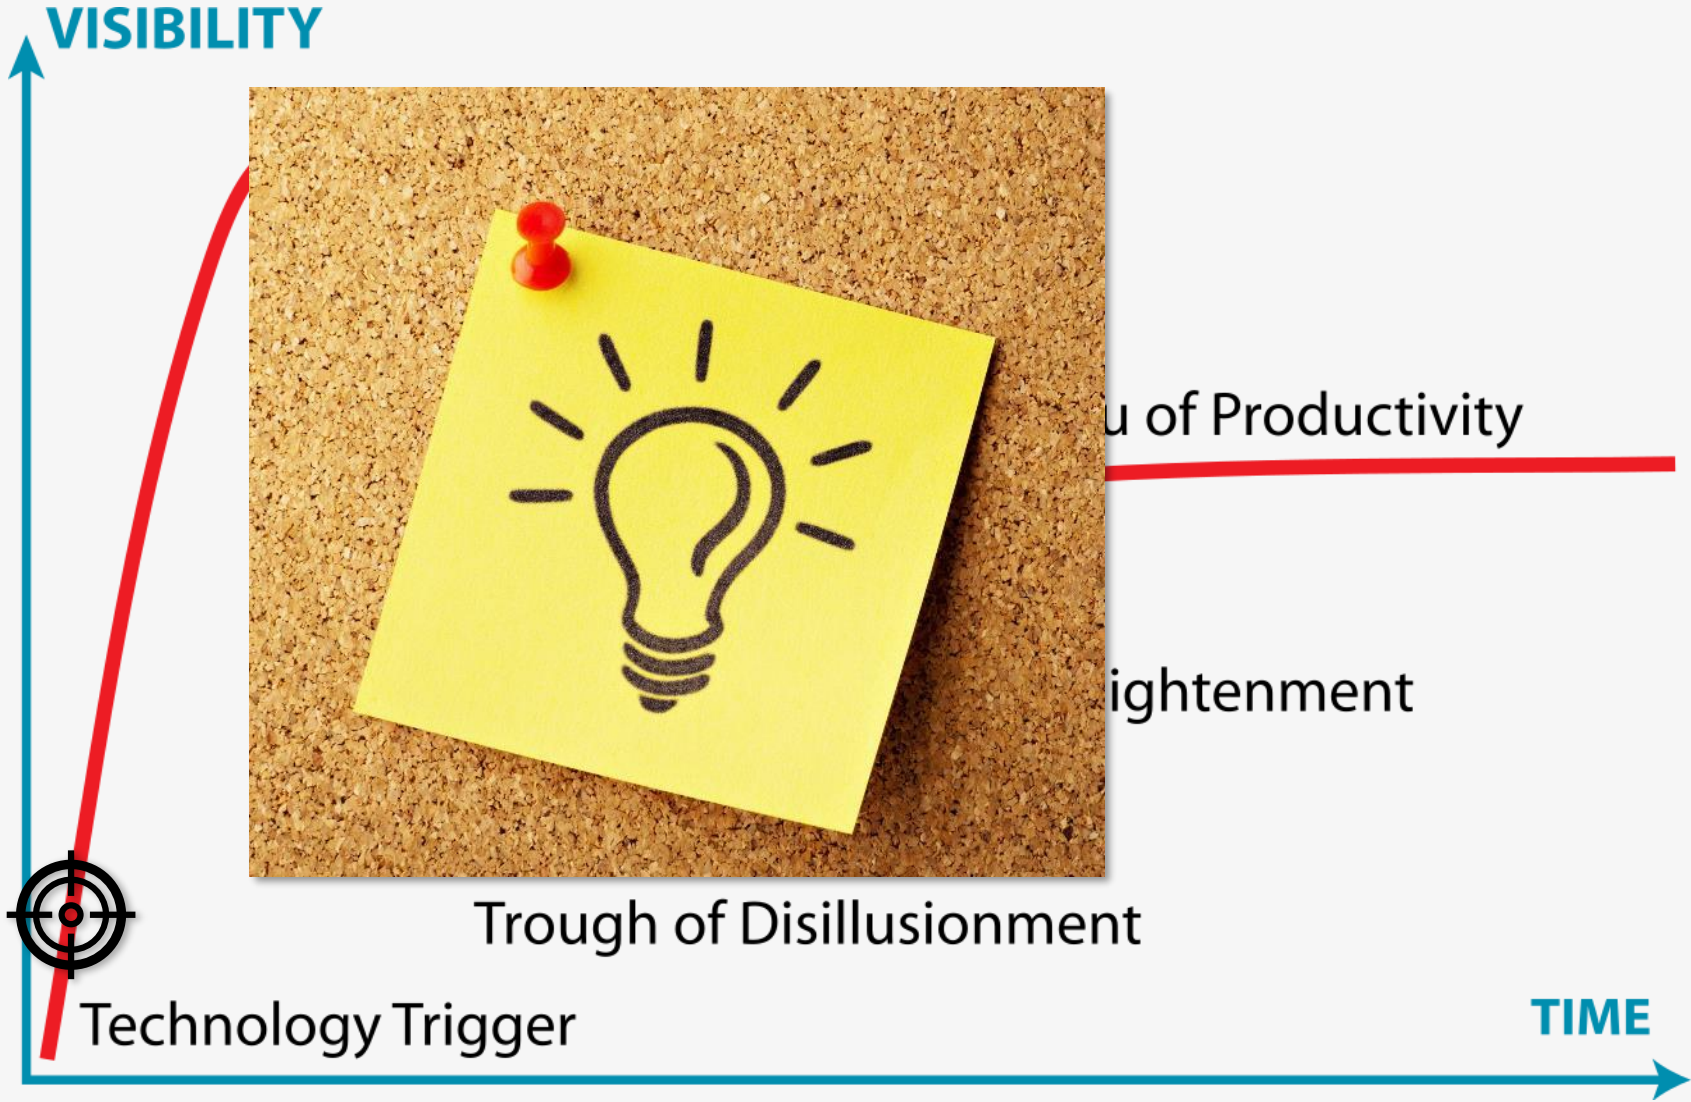 VISIBILITY
u of Productivity
ightenment
Trough of Disillusionment
Technology Trigger
TIME